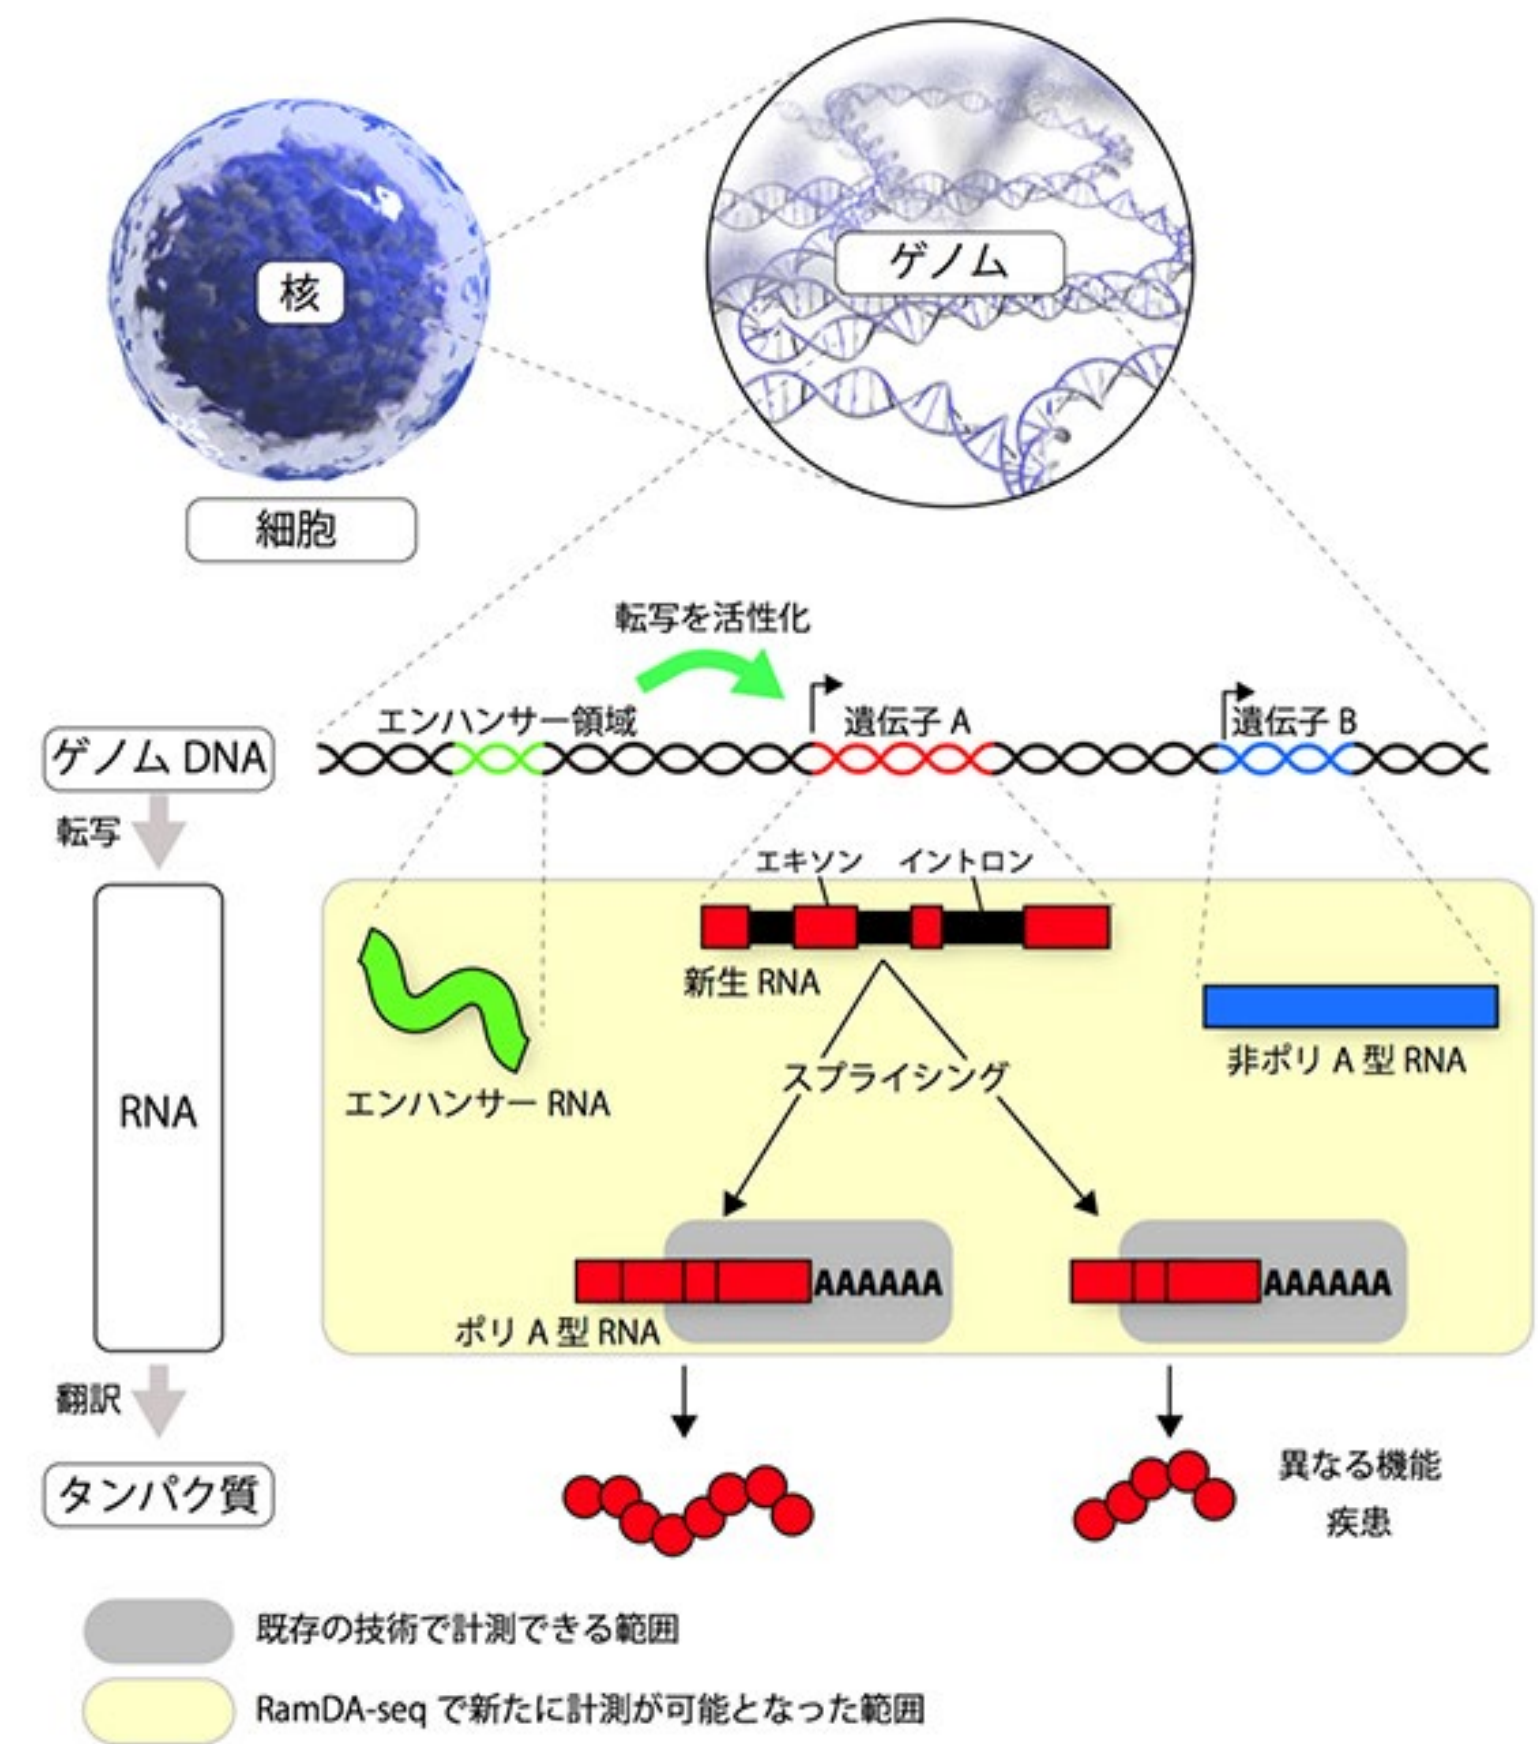 ゲノム
核
細胞
転写を活性化
エンハンサー領域
遺伝子 A
遺伝子 B
ゲノム DNA
転写
エキソン
イントロン
新生 RNA
非ポリ A 型 RNA
スプライシング
エンハンサー RNA
RNA
AAAAAA
AAAAAA
ポリ A 型 RNA
翻訳
タンパク質
異なる機能
疾患
既存の技術で計測できる範囲
RamDA-seq で新たに計測が可能となった範囲